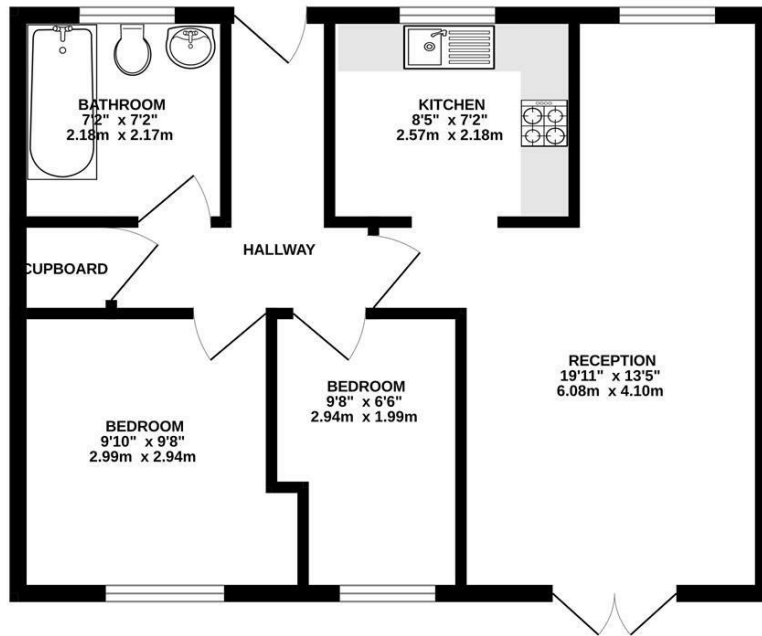 BATHROOM
7'2" x 7'2"
2.18m x 2.17m
KITCHEN
8'5" x 7'2"
2.57m x 2.18m
HALLWAY
CUPBOARD
RECEPTION
19'11" x 13'5"
6.08m x 4.10m
BEDROOM
9'8" x 6'6"
2.94m x 1.99m
BEDROOM
9'10" x 9'8"
2.99m x 2.94m